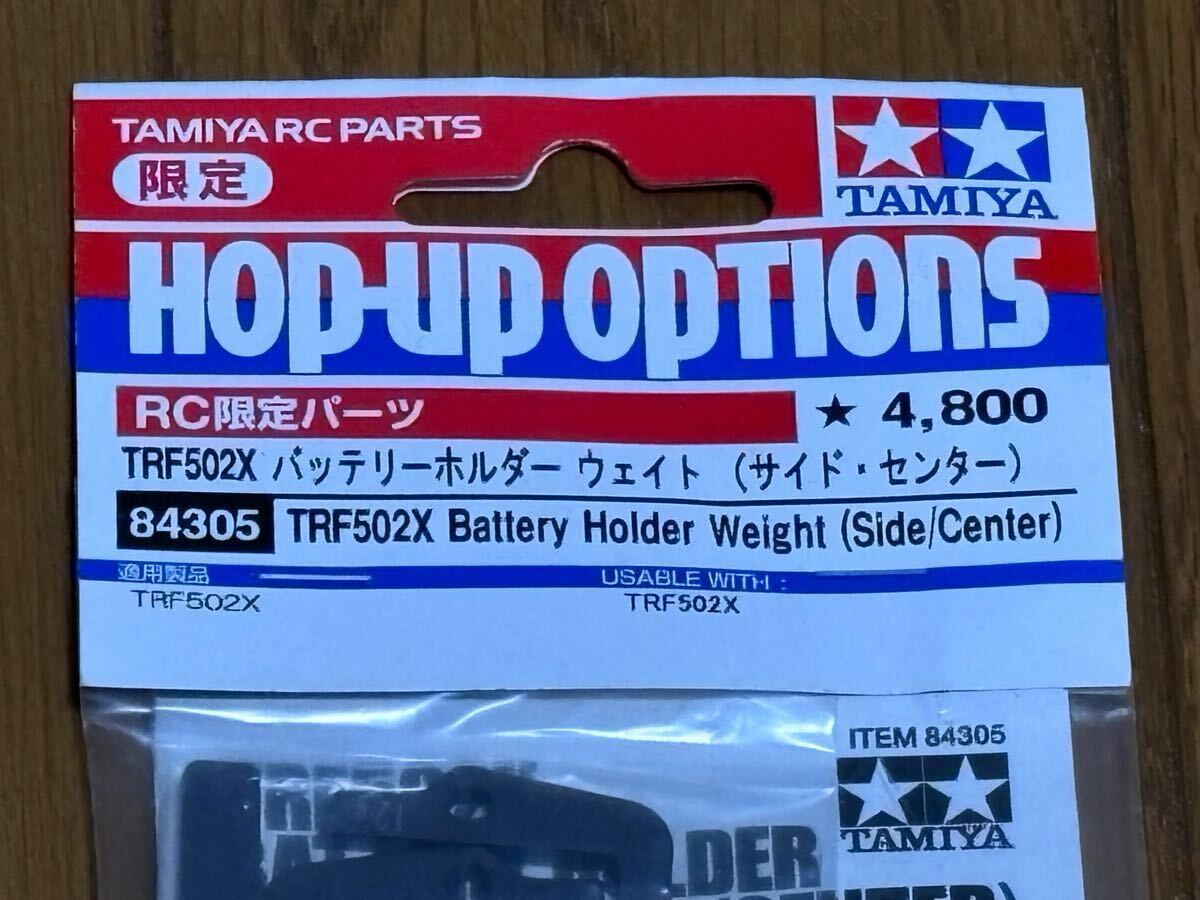 TAMIYA RC PARTS
限定
TAMIYA
HOP-UP OPTIONS
RC限定パーツ
★ 4,800
TRF502X バッテリーホルダー ウェイト (サイド・センター)
84305 TRF502X Battery Holder Weight (Side/Center)
適用製品
TRF502X
USABLE WITH :
TRF502X
ITEM 84305
TAMIYA